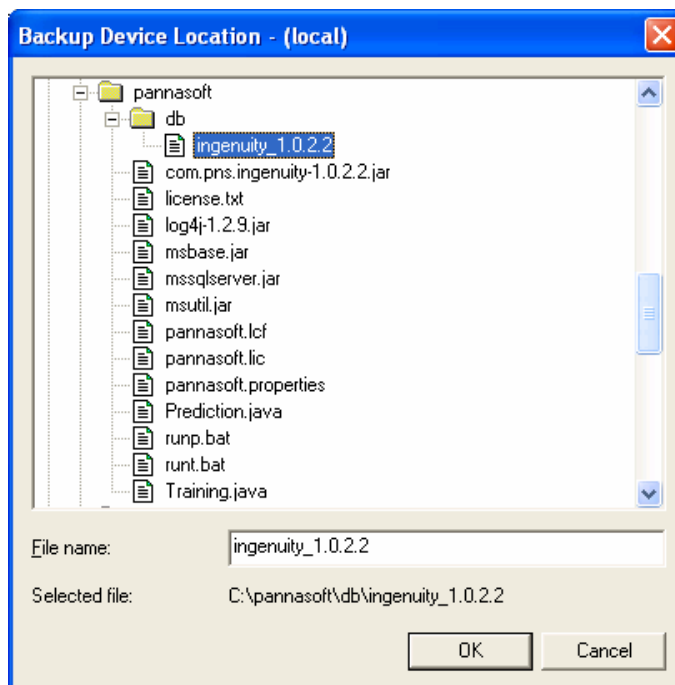 Backup Device Location - (local)
pannasoft
db
ingenuity_1.0.2.2
com.pns.ingenuity-1.0.2.2.jar
license.txt
log4j-1.2.9.jar
msbase.jar
mssqlserver.jar
msutil.jar
pannasoft.lcf
pannasoft.lic
pannasoft.properties
Prediction.java
runp.bat
runt.bat
Training.java
File name: ingenuity_1.0.2.2
Selected file: C:\pannasoft\db\ingenuity_1.0.2.2
OK Cancel